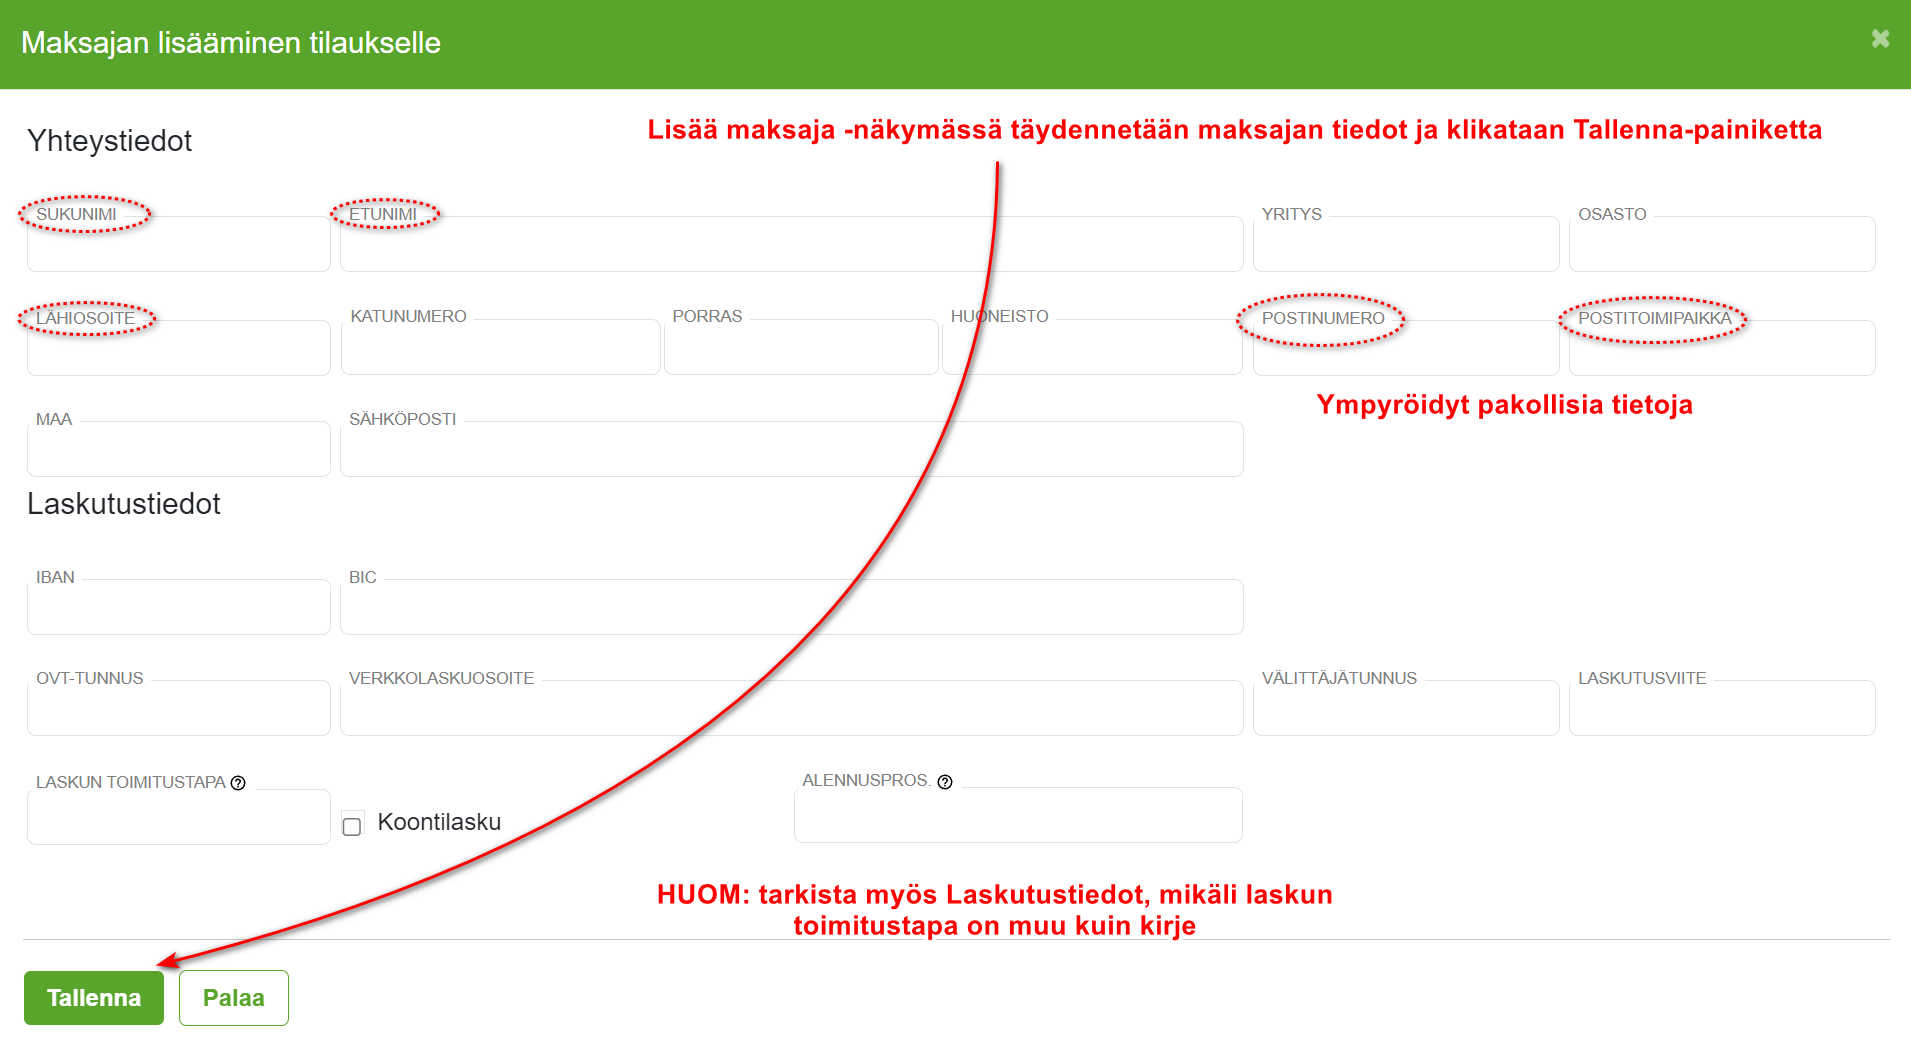 Maksajan lisääminen tilaukselle
Yhteystiedot
Lisää maksaja -näkymässä täydennetään maksajan tiedot ja klikataan Tallenna-painiketta
SUKUNIMI
ETUNIMI
YRITYS
OSASTO
LÄHIOSOITE
KATUNUMERO
PORRAS
HUONEISTO
POSTINUMERO
POSTITOIMIPAIKKA
Ympyröidyt pakollisia tietoja
MAA
SÄHKÖPOSTI
Laskutustiedot
IBAN
BIC
OVT-TUNNUS
VERKKOLASKUOSOITE
VÄLITTÄJÄTUNNUS
LASKUTUSVIITE
LASKUN TOIMITUSTAPA
Koontilasku
ALENNUSPROS.
HUOM: tarkista myös Laskutustiedot, mikäli laskun
toimitustapa on muu kuin kirje
Tallenna
Palaa